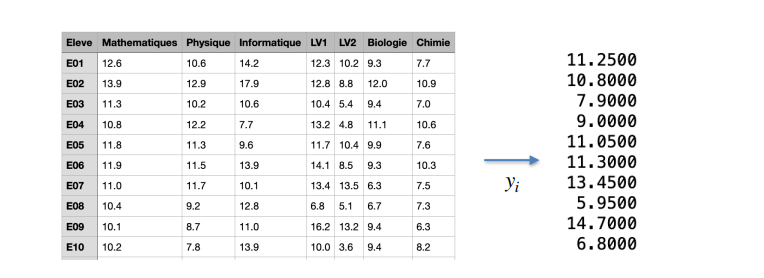 Eleve Mathematiques Physique Informatique LV1 LV2 Biologie Chimie
E01 12.6 10.6 14.2 12.3 10.2 9.3 7.7
E02 13.9 12.9 17.9 12.8 8.8 12.0 10.9
E03 11.3 10.2 10.6 10.4 5.4 9.4 7.0
E04 10.8 12.2 7.7 13.2 4.8 11.1 10.6
E05 11.8 11.3 9.6 11.7 10.4 9.9 7.6
E06 11.9 11.5 13.9 14.1 8.5 9.3 10.3
E07 11.0 11.7 10.1 13.4 13.5 6.3 7.5
E08 10.4 9.2 12.8 6.8 5.1 6.7 7.3
E09 10.1 8.7 11.0 16.2 13.2 9.4 6.3
E10 10.2 7.8 13.9 10.0 3.6 9.4 8.2
yi
11.2500
10.8000
7.9000
9.0000
11.0500
11.3000
13.4500
5.9500
14.7000
6.8000